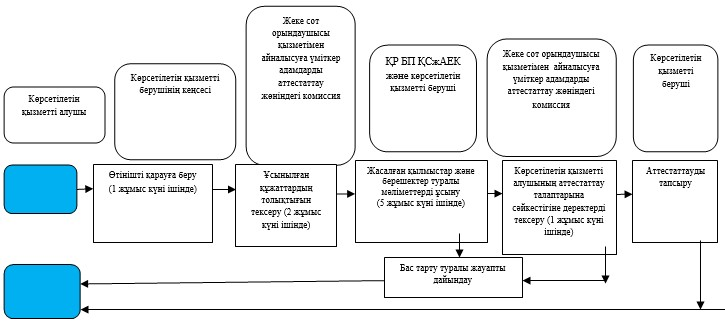 Көрсетілетін
қызметті алушы
Көрсетілетін қызметті
берушінің кеңсесі
Жеке сот
орындаушысы
қызметімен
айналысуға үміткер
адамдарды
аттестаттау
жөніндегі комиссия
ҚР БП ҚСжАЕК
және көрсетілетін
қызметті беруші
Жеке сот орындаушысы
қызметімен айналысуға
үміткер адамдарды
аттестаттау жөніндегі
комиссия
Көрсетілетін
қызметті
беруші
Өтінішті қарауға беру
(1 жұмыс күні ішінде)
Ұсынылған
құжаттардың
толықтығын
тексеру (2 жұмыс
күні ішінде)
Жасалған қылмыстар және
берешектер туралы
мәліметтерді ұсыну
(5 жұмыс күні ішінде)
Көрсетілетін қызметті
алушының аттестаттау
талаптарына
сәйкестігіне деректерді
тексеру (1 жұмыс күні
ішінде)
Аттестаттауды
тапсыру
Бас тарту туралы жауапты
дайындау